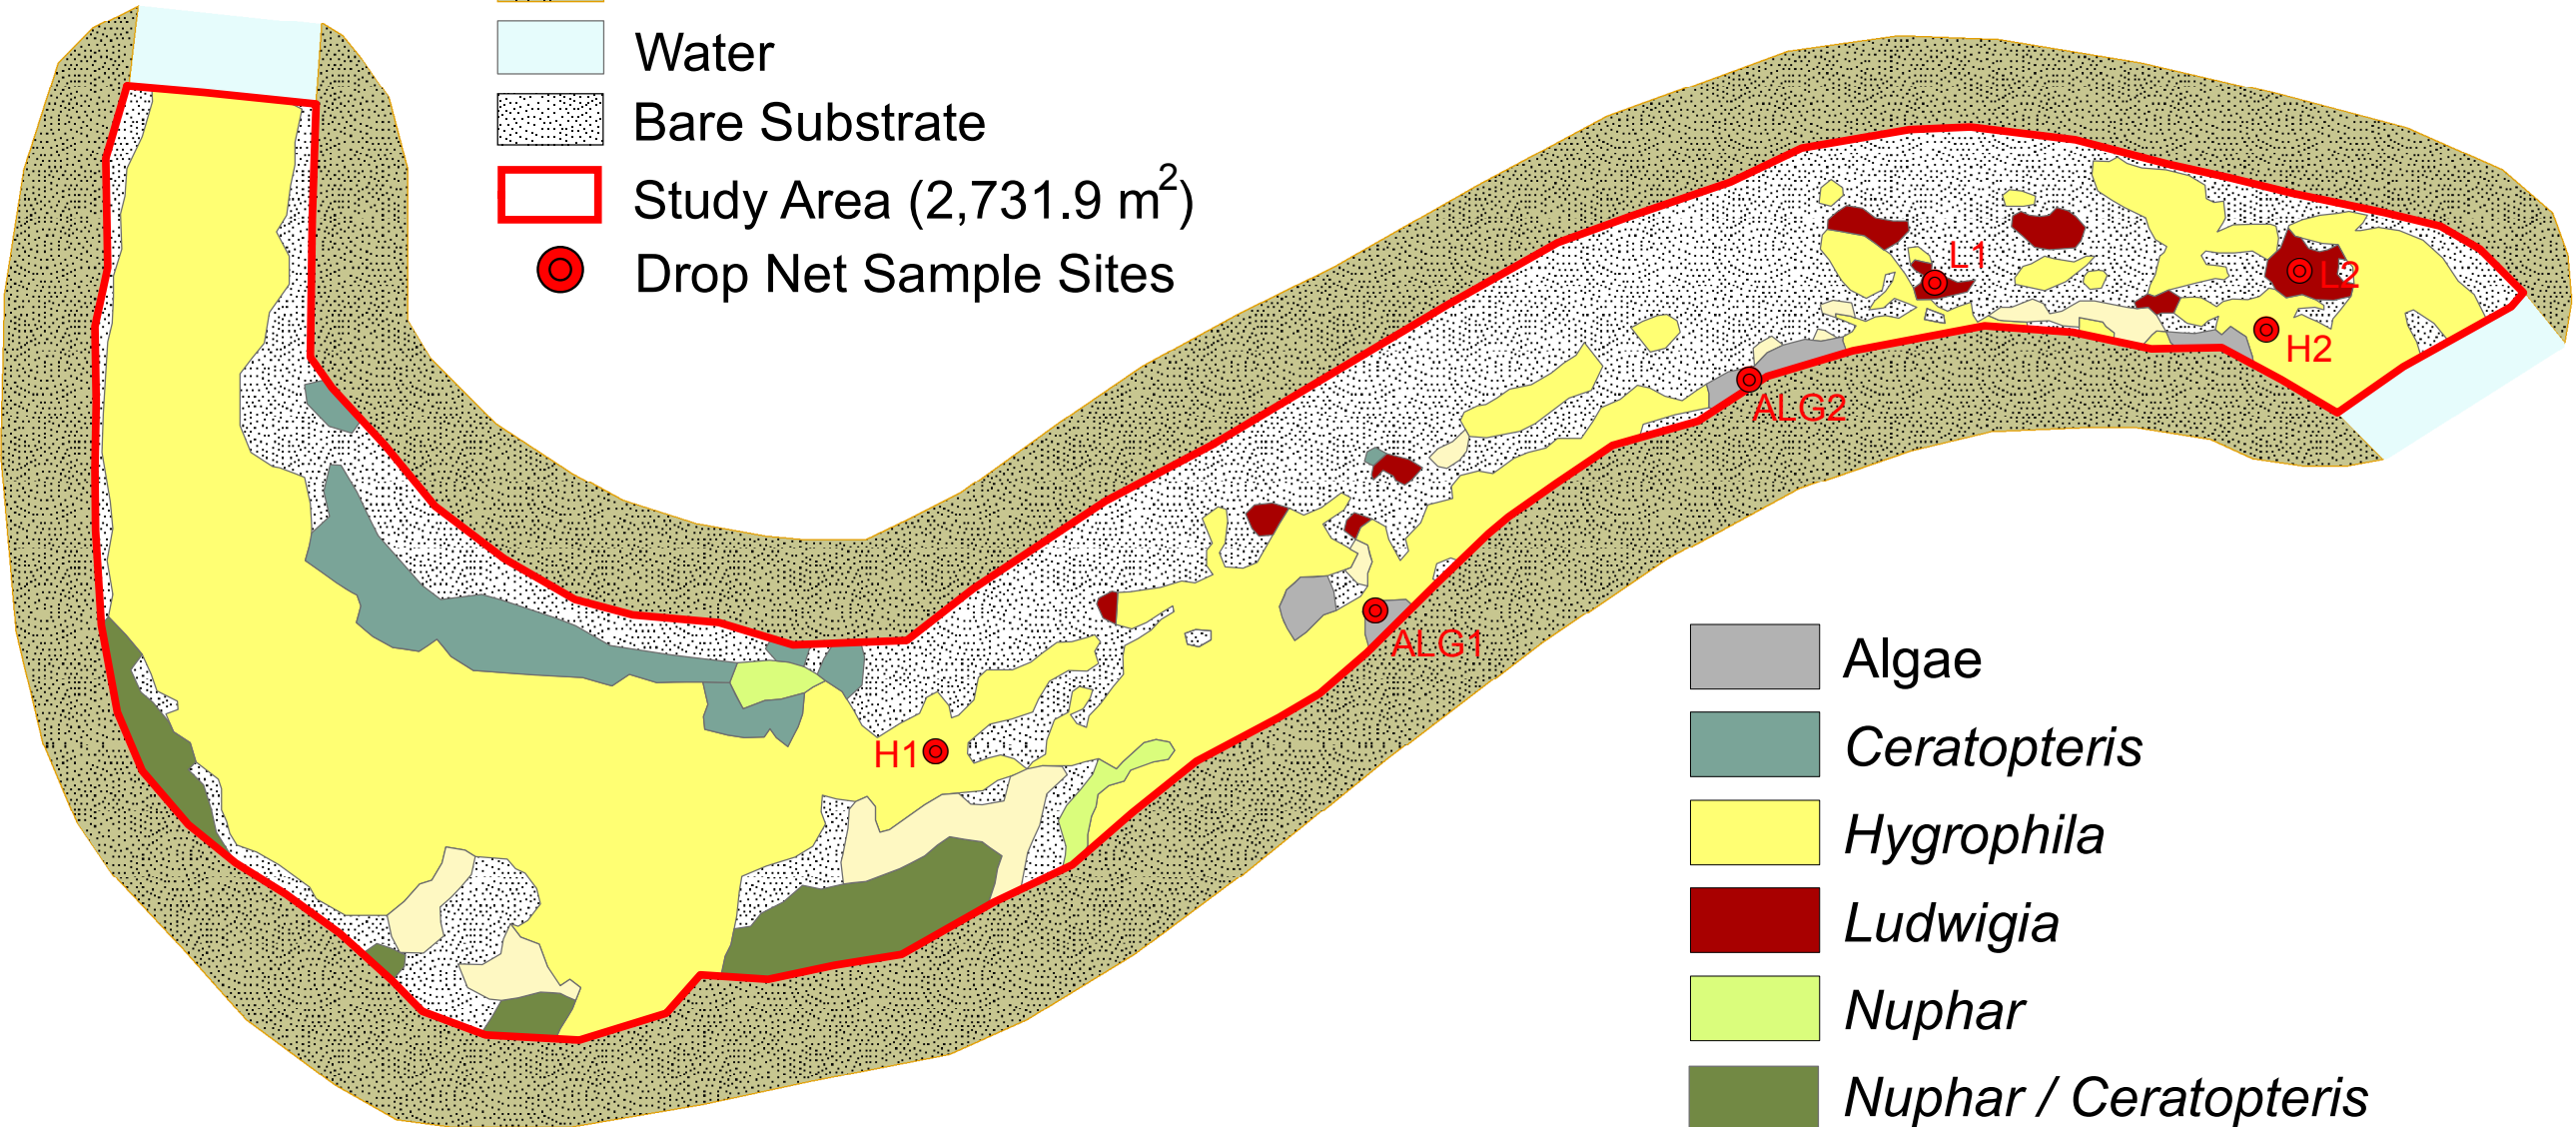 Water
Bare Substrate
Study Area (2,731.9 m²)
Drop Net Sample Sites
L1
L2
H2
ALG2
ALG1
H1
Algae
Ceratopteris
Hygrophila
Ludwigia
Nuphar
Nuphar / Ceratopteris